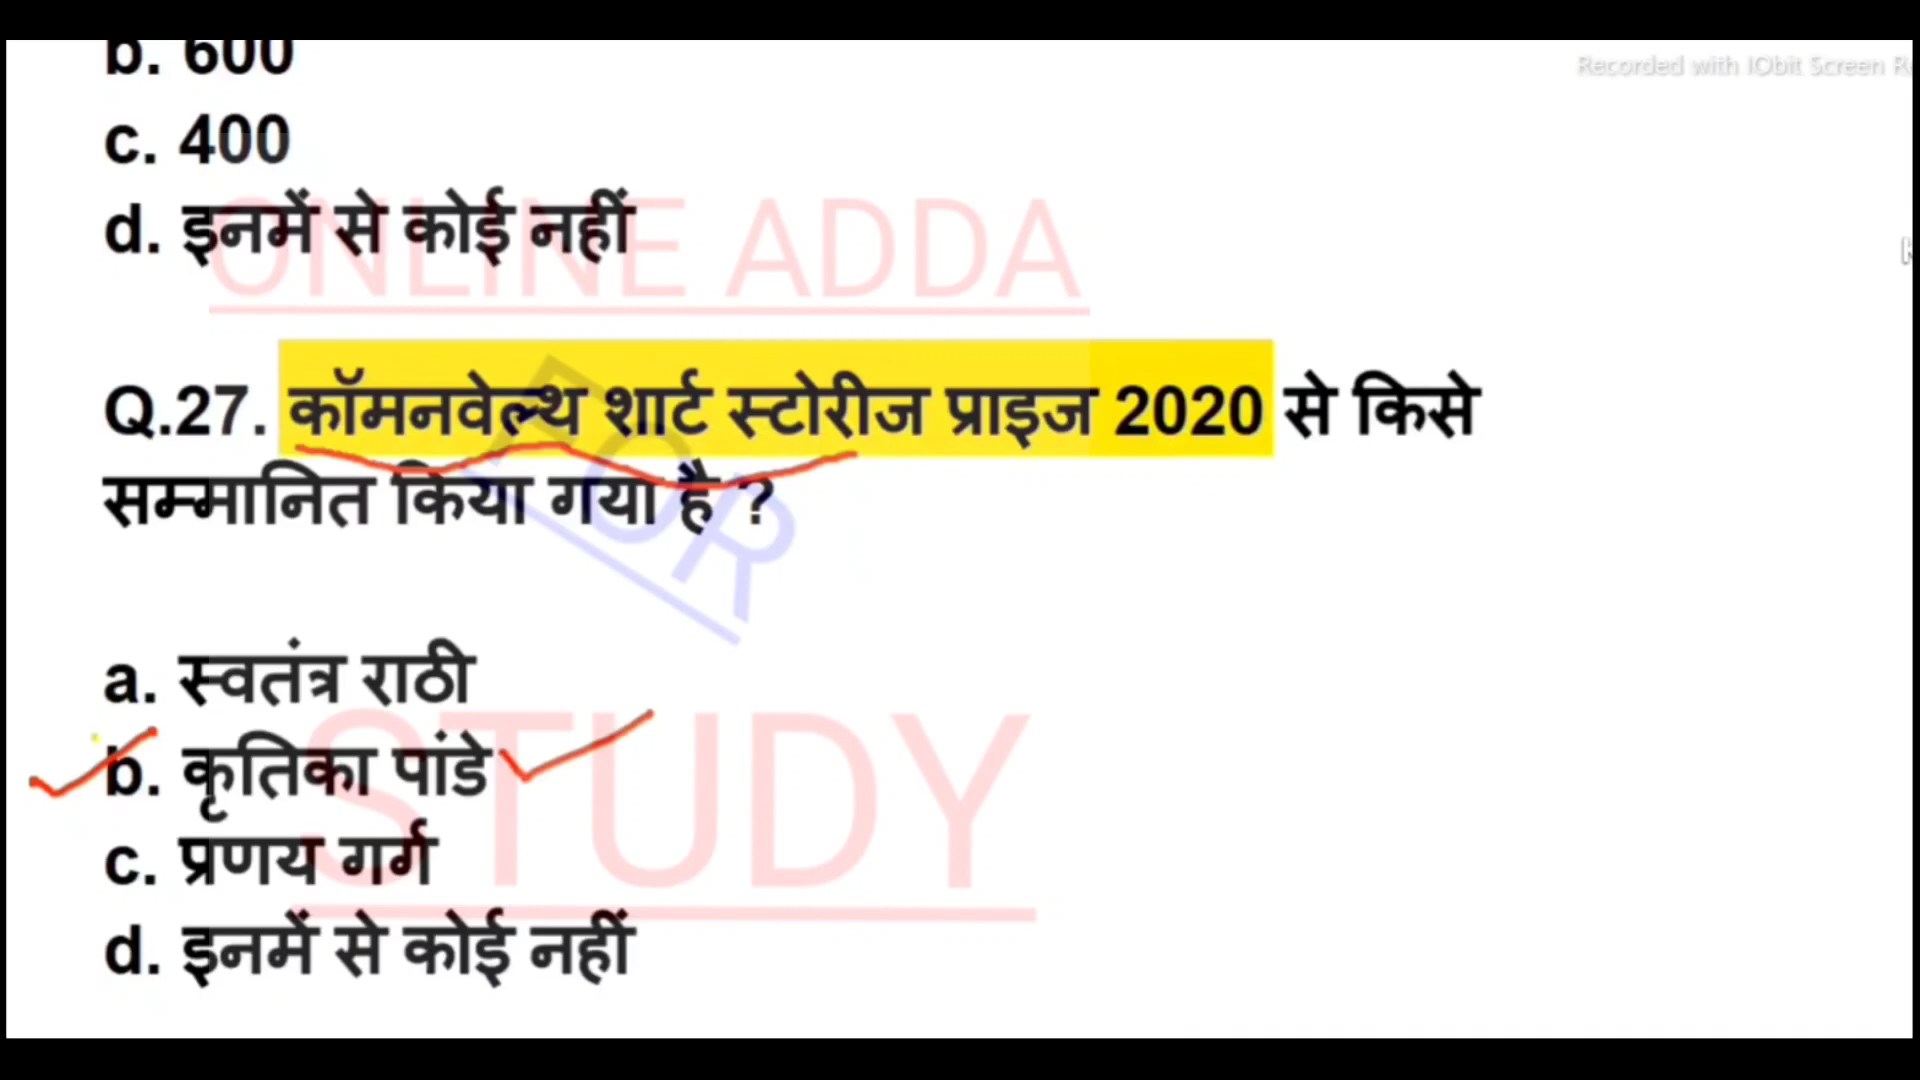 b. 600
Recorded with IObit Screen R
c. 400
d. इनमें से कोई नहीं
ONLINE ADDA
Q.27. कॉमनवेल्थ शार्ट स्टोरीज प्राइज 2020 से किसे
सम्मानित किया गया है ?
FOR
a. स्वतंत्र राठी
b. कृतिका पांडे
c. प्रणय गर्ग
STUDY
d. इनमें से कोई नहीं